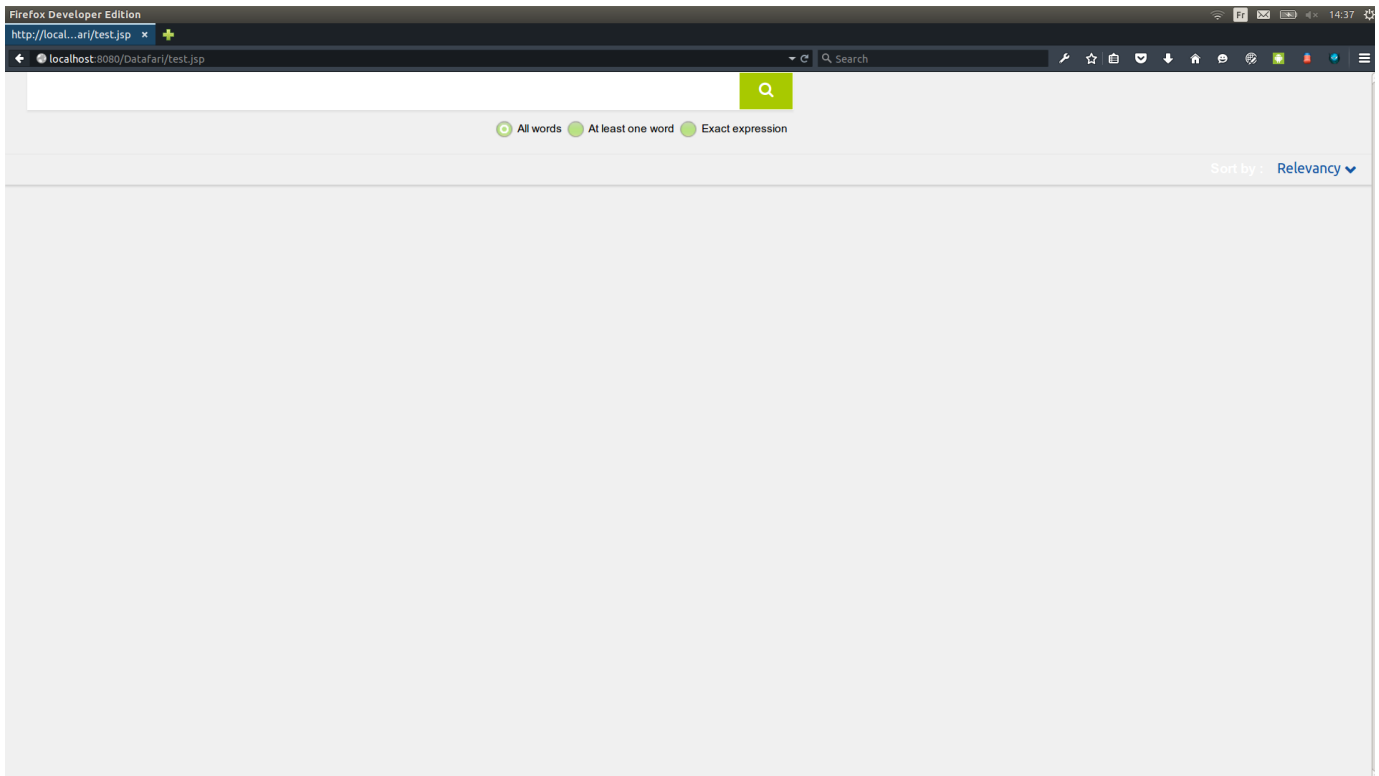 Firefox Developer Edition
Fr
14:37
http://local...ari/test.jsp
localhost:8080/Datafari/test.jsp
Search
All words At least one word Exact expression
Sort by : Relevancy